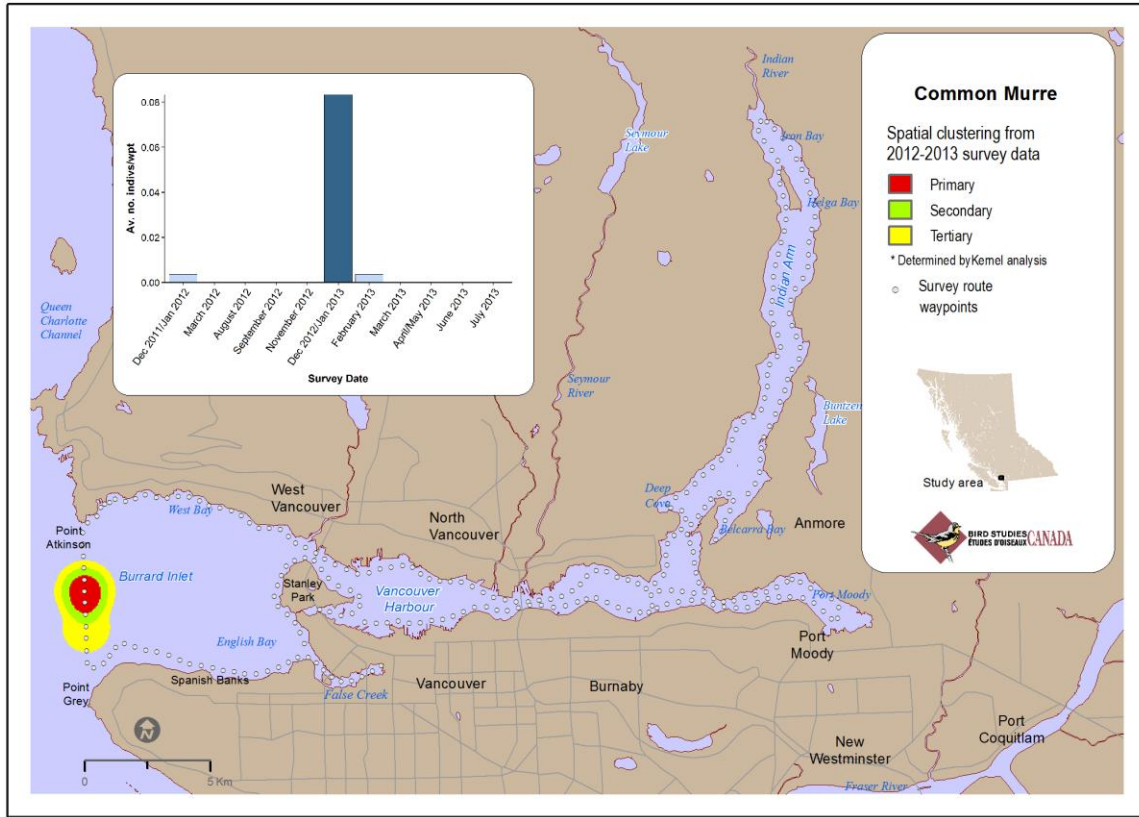 Common Murre
Spatial clustering from
2012-2013 survey data
Primary
Secondary
Tertiary
* Determined by Kernel analysis
Survey route
waypoints
Study area
BIRD STUDIES
ÉTUDES D'OISEAUX
CANADA
Av. no. indivs/wpt
0.08
0.06
0.04
0.02
0.00
Dec 2011/Jan 2012
March 2012
August 2012
September 2012
November 2012
Dec 2012/Jan 2013
February 2013
March 2013
April/May 2013
June 2013
July 2013
Survey Date
Indian
River
Iron Bay
Seymour
Lake
Helga Bay
Indian Arm
Queen
Charlotte
Channel
Seymour
River
Buntzen
Lake
Deep
Cove
Belcarra Bay
Anmore
West
Vancouver
West Bay
North
Vancouver
Point
Atkinson
Burrard Inlet
Stanley
Park
Vancouver
Harbour
Port Moody
English Bay
Port
Moody
Spanish Banks
Point
Grey
False Creek
Vancouver
Burnaby
New
Westminster
Port
Coquitlam
Fraser River
N
0
5 Km